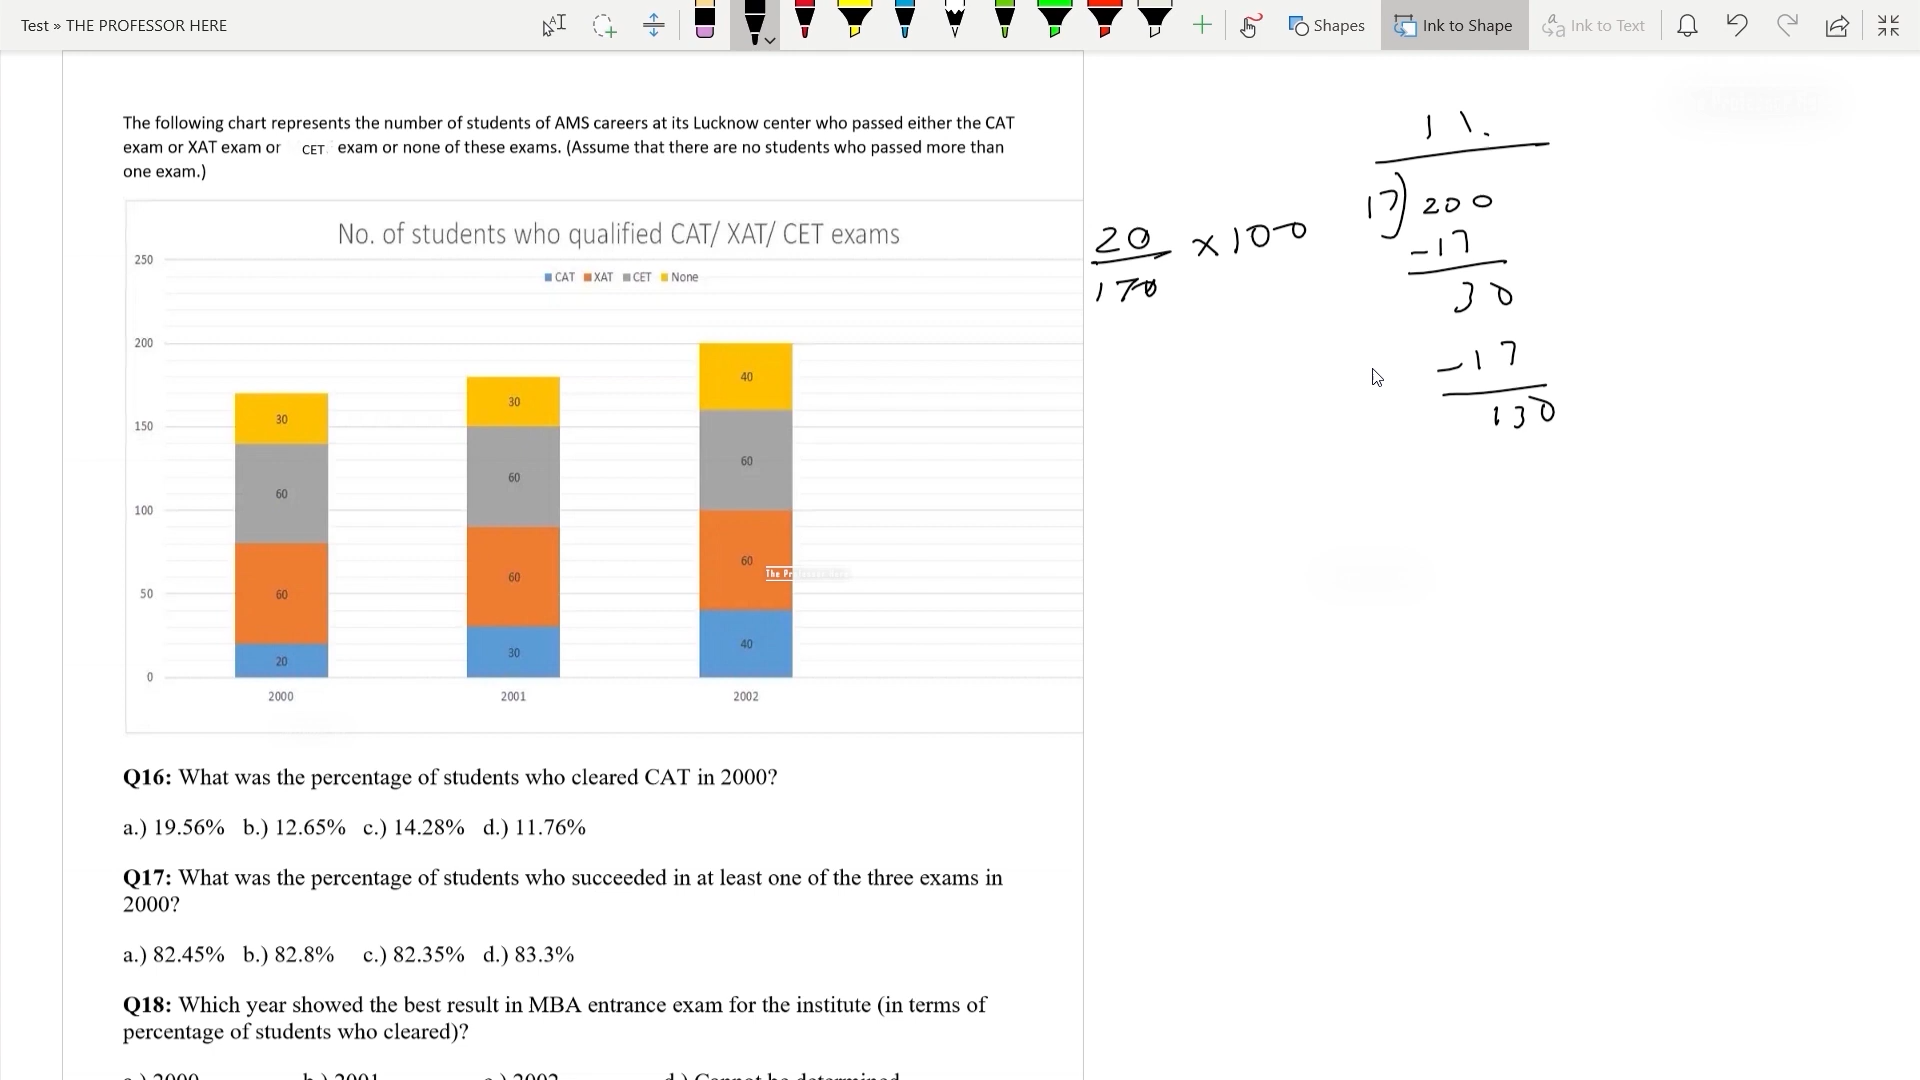 Test » THE PROFESSOR HERE
Shapes
Ink to Shape
Ink to Text
The following chart represents the number of students of AMS careers at its Lucknow center who passed either the CAT
exam or XAT exam or CET exam or none of these exams. (Assume that there are no students who passed more than
one exam.)
No. of students who qualified CAT/ XAT/ CET exams
CAT XAT CET None
250
200
150
100
50
0
30
60
60
20
30
60
60
30
40
60
60
40
2000
2001
2002
The Pr
20
170
× 100
11.
17) 200
-17
30
-17
130
Q16: What was the percentage of students who cleared CAT in 2000?
a.) 19.56% b.) 12.65% c.) 14.28% d.) 11.76%
Q17: What was the percentage of students who succeeded in at least one of the three exams in
2000?
a.) 82.45% b.) 82.8% c.) 82.35% d.) 83.3%
Q18: Which year showed the best result in MBA entrance exam for the institute (in terms of
percentage of students who cleared)?
a.) 2000 b.) 2001 c.) 2002 d.) Cannot be determined